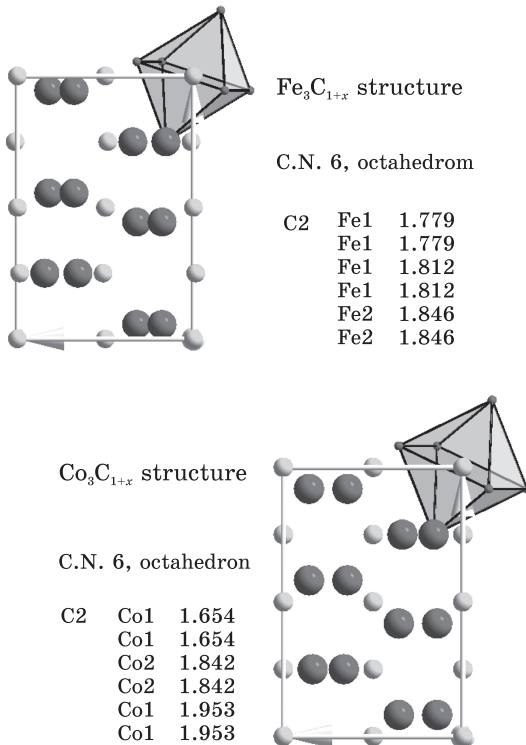 Fe₃C₁₊ₓ structure
C.N. 6, octahedrom
C2 Fe1 1.779
Fe1 1.779
Fe1 1.812
Fe1 1.812
Fe2 1.846
Fe2 1.846
Co₃C₁₊ₓ structure
C.N. 6, octahedron
C2 Co1 1.654
Co1 1.654
Co2 1.842
Co2 1.842
Co1 1.953
Co1 1.953